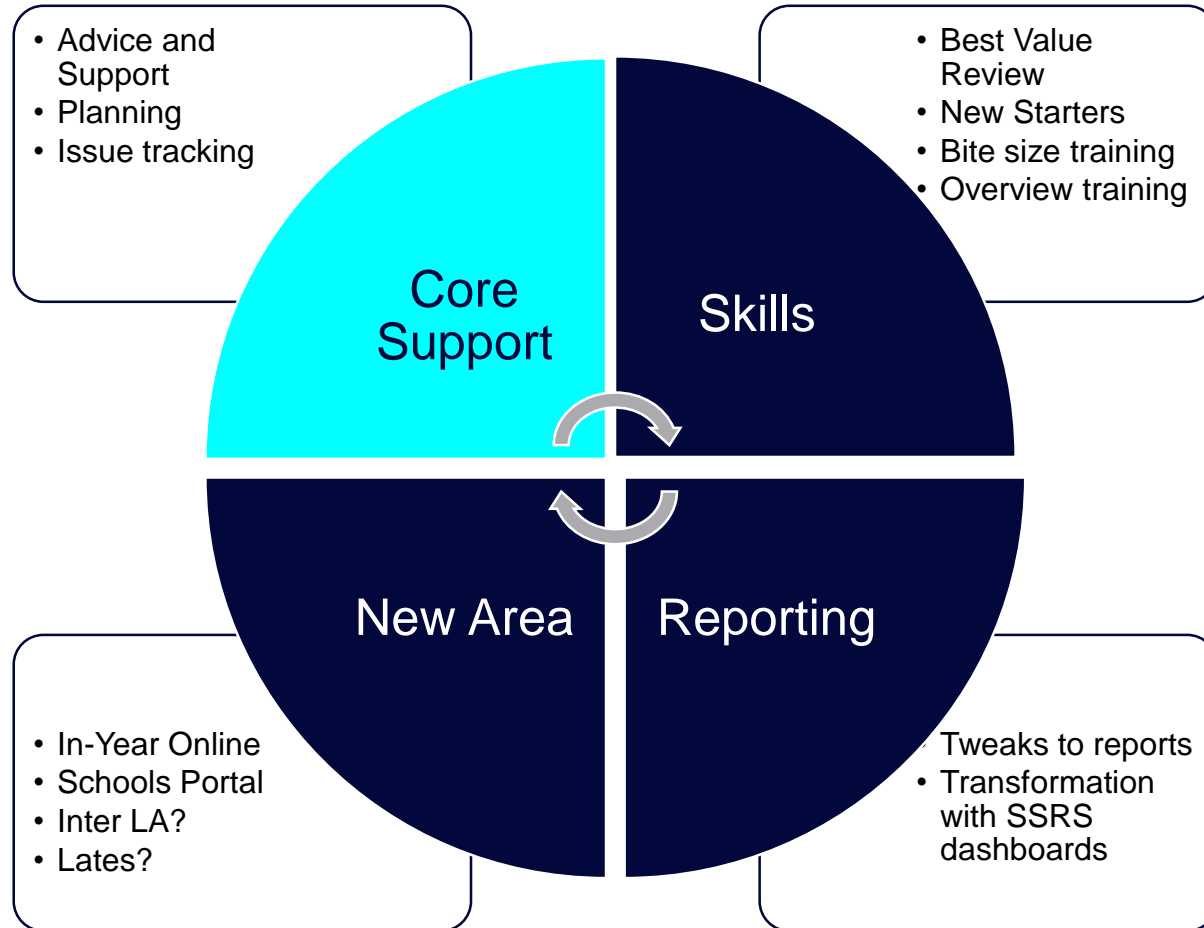 • Advice and
Support
• Planning
• Issue tracking
• Best Value
Review
• New Starters
• Bite size training
• Overview training
Core
Support
Skills
New Area
Reporting
• In-Year Online
• Schools Portal
• Inter LA?
• Lates?
• Tweaks to reports
• Transformation
with SSRS
dashboards